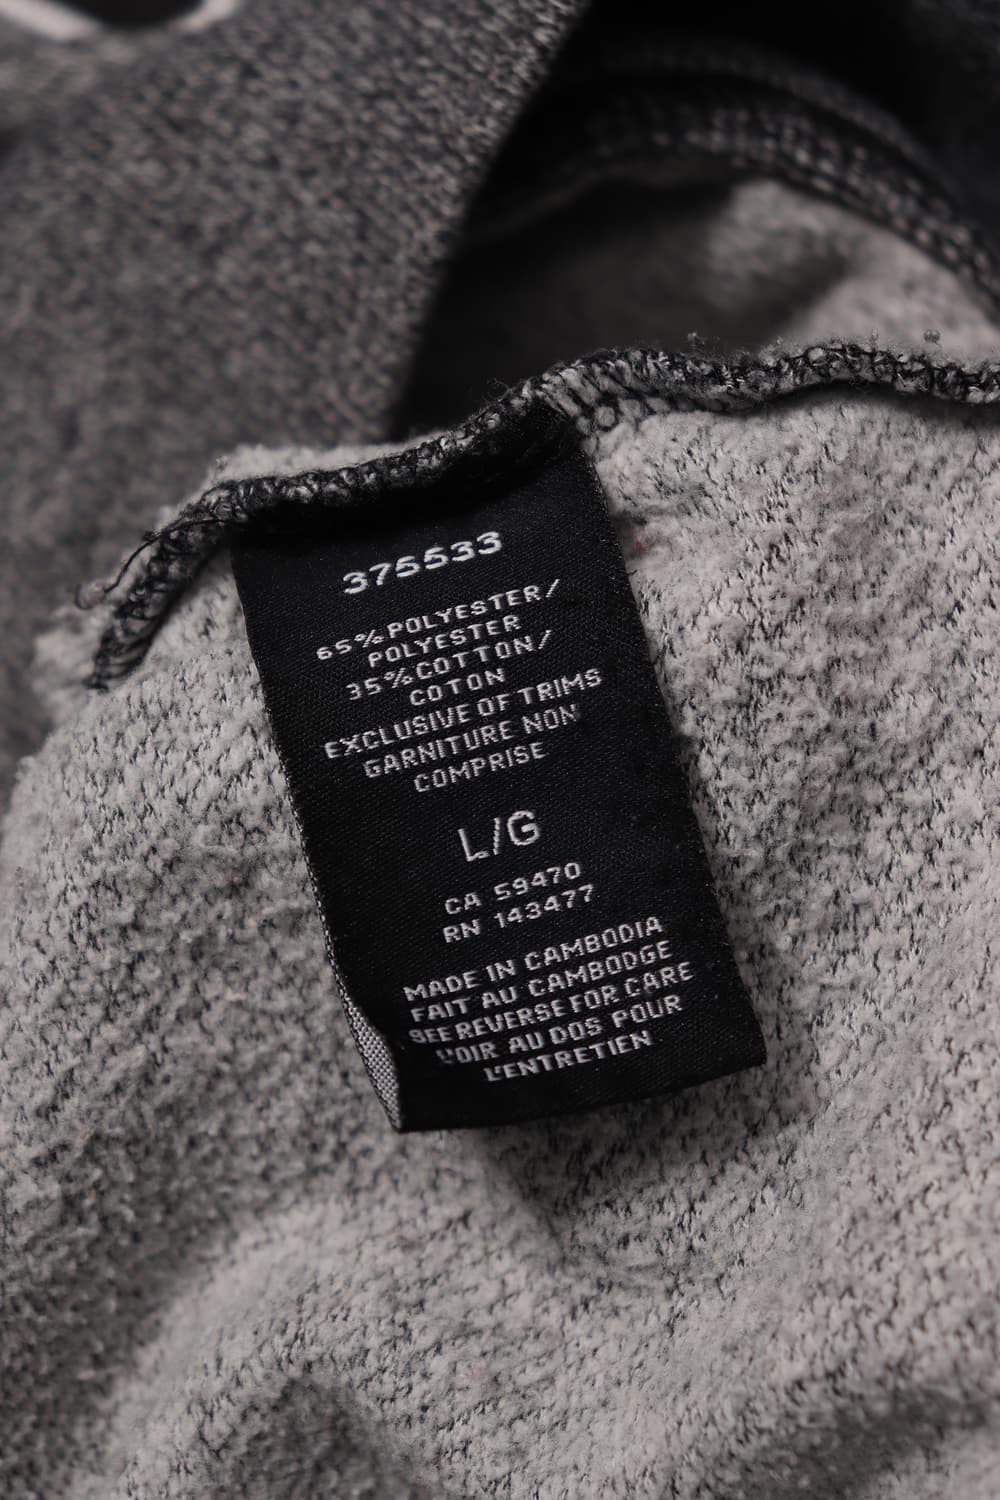 375533
65% POLYESTER/
POLYESTER
35% COTTON/
COTON
EXCLUSIVE OF TRIMS
GARNITURE NON
COMPRISE
L/G
CA 59470
RN 143477
MADE IN CAMBODIA
FAIT AU CAMBODGE
SEE REVERSE FOR CARE
VOIR AU DOS POUR
L'ENTRETIEN